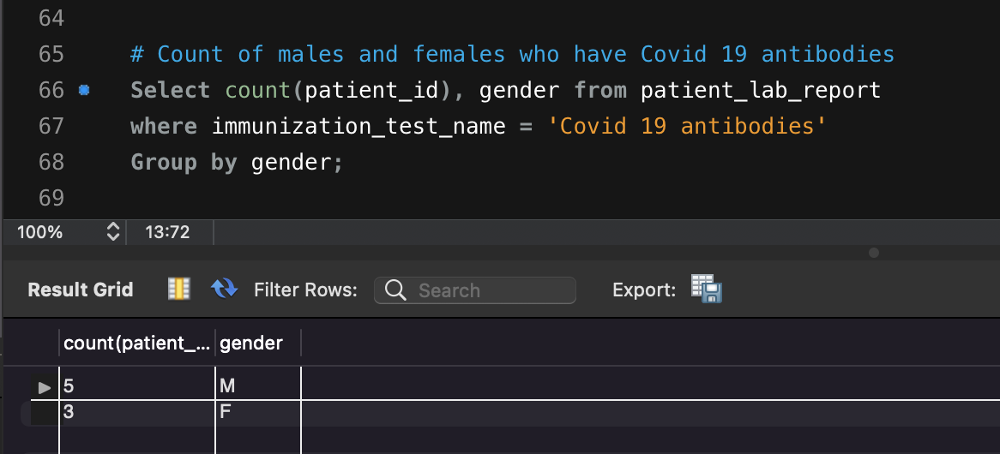 64
65 # Count of males and females who have Covid 19 antibodies
66 Select count(patient_id), gender from patient_lab_report
67 where immunization_test_name = 'Covid 19 antibodies'
68 Group by gender;
69
100% 13:72
Result Grid Filter Rows: Search Export:
count(patient_... gender
5 M
3 F